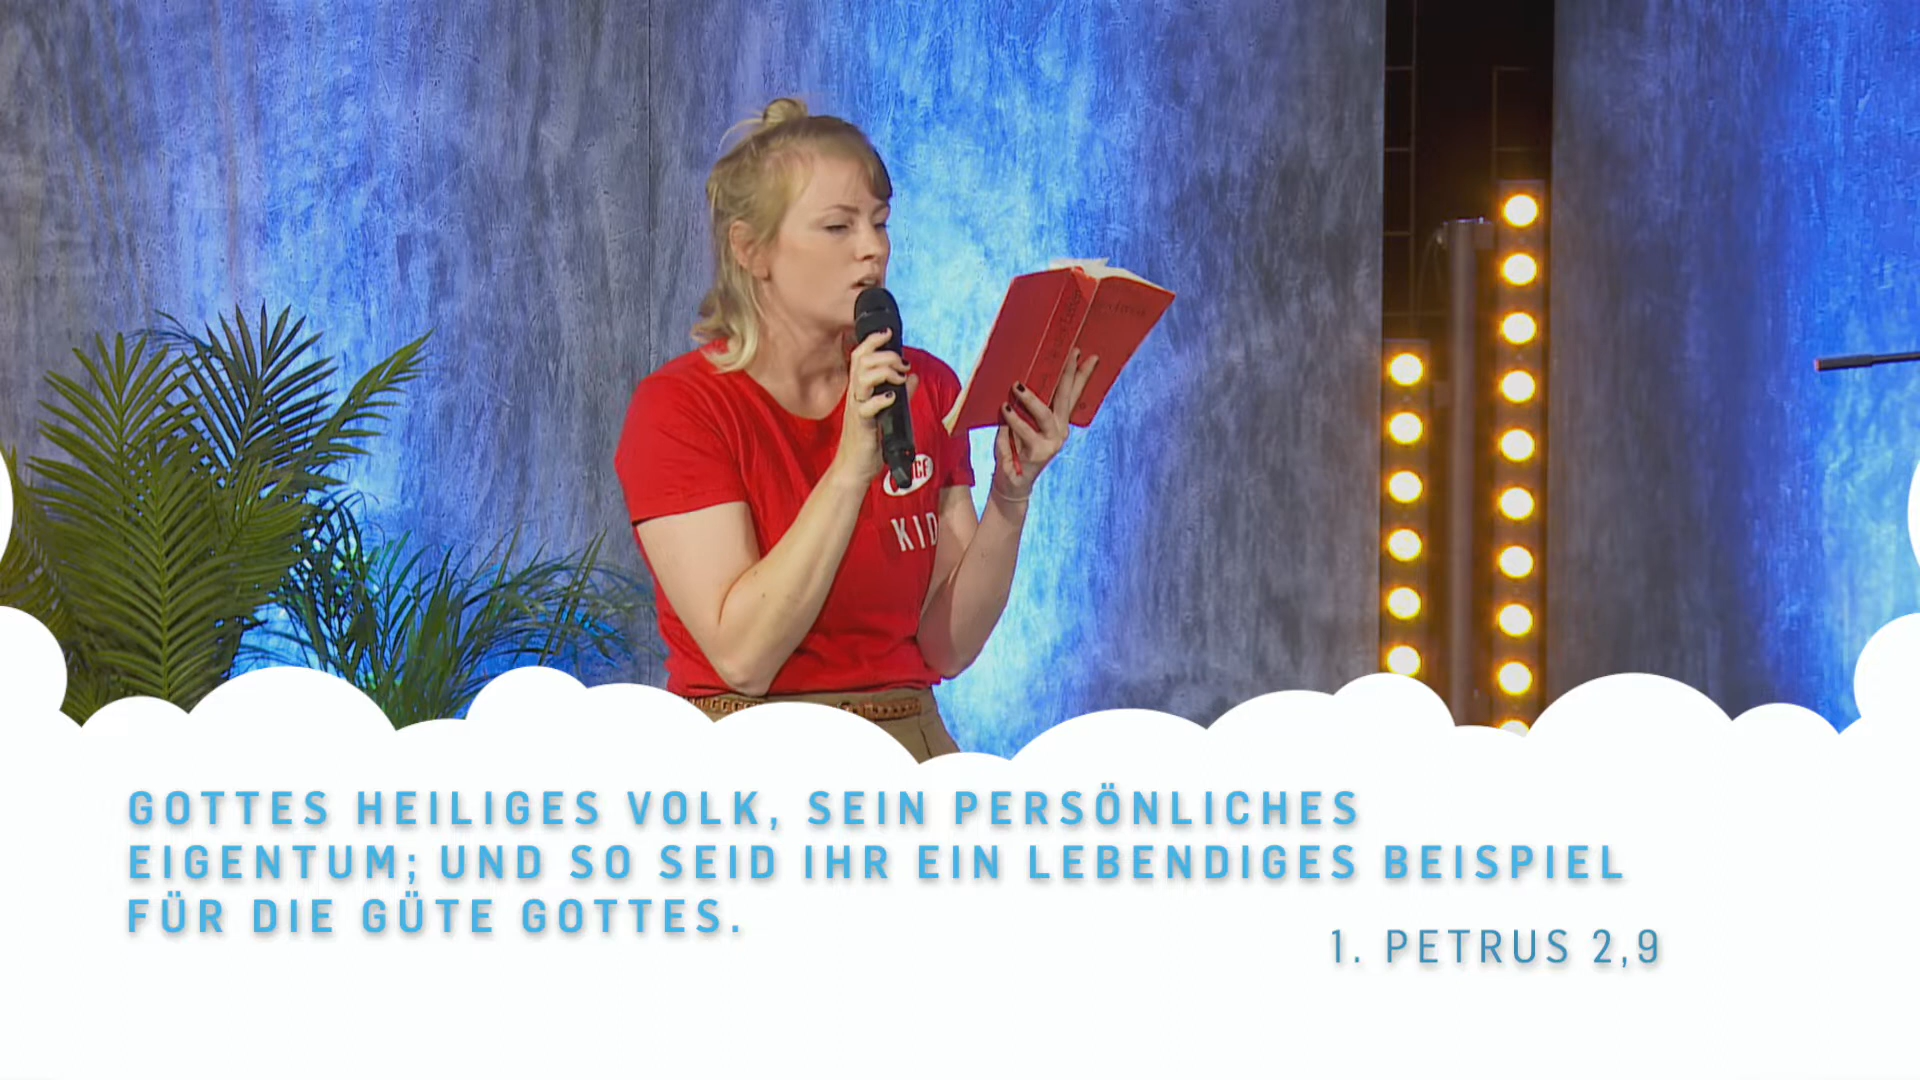 KID
GOTTES HEILIGES VOLK, SEIN PERSÖNLICHES
EIGENTUM; UND SO SEID IHR EIN LEBENDIGES BEISPIEL
FÜR DIE GÜTE GOTTES.
1. PETRUS 2,9